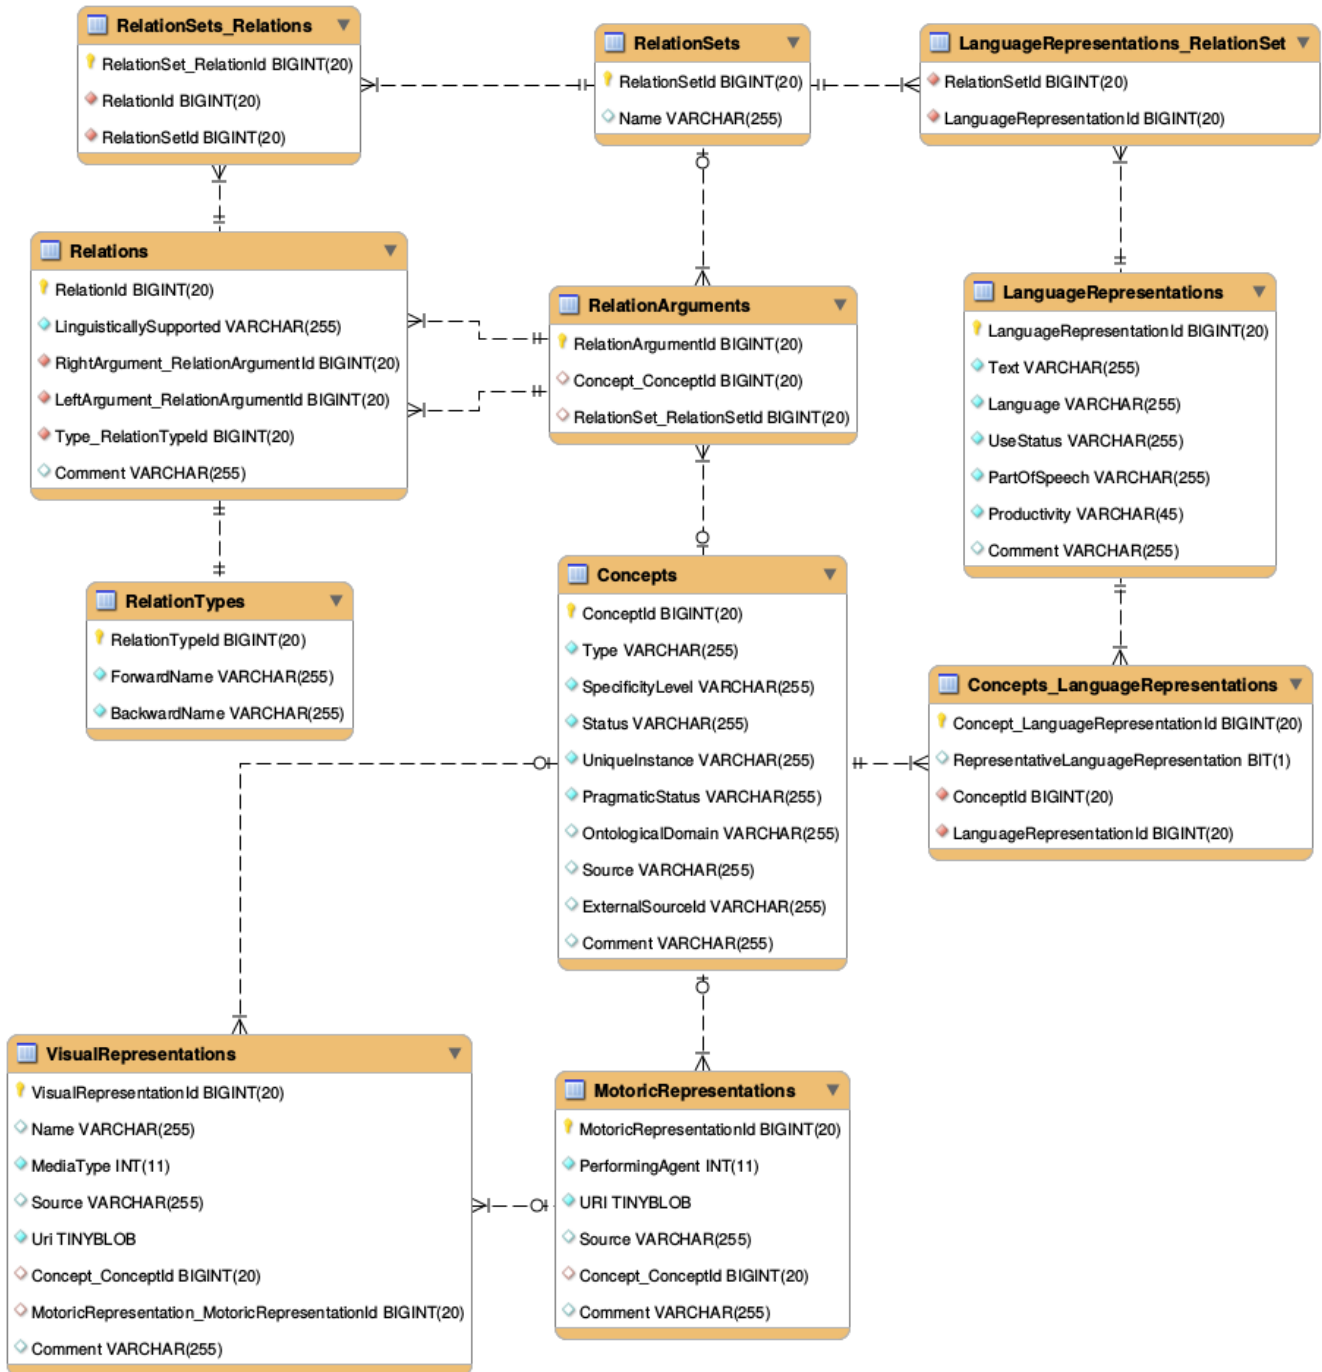 RelationSets_Relations
RelationSet_RelationId BIGINT(20)
RelationId BIGINT(20)
RelationSetId BIGINT(20)
RelationSets
RelationSetId BIGINT(20)
Name VARCHAR(255)
LanguageRepresentations_RelationSet
RelationSetId BIGINT(20)
LanguageRepresentationId BIGINT(20)
Relations
RelationId BIGINT(20)
LinguisticallySupported VARCHAR(255)
RightArgument_RelationArgumentId BIGINT(20)
LeftArgument_RelationArgumentId BIGINT(20)
Type_RelationTypeId BIGINT(20)
Comment VARCHAR(255)
RelationArguments
RelationArgumentId BIGINT(20)
Concept_ConceptId BIGINT(20)
RelationSet_RelationSetId BIGINT(20)
LanguageRepresentations
LanguageRepresentationId BIGINT(20)
Text VARCHAR(255)
Language VARCHAR(255)
UseStatus VARCHAR(255)
PartOfSpeech VARCHAR(255)
Productivity VARCHAR(45)
Comment VARCHAR(255)
RelationTypes
RelationTypeId BIGINT(20)
ForwardName VARCHAR(255)
BackwardName VARCHAR(255)
Concepts
ConceptId BIGINT(20)
Type VARCHAR(255)
SpecificityLevel VARCHAR(255)
Status VARCHAR(255)
UniqueInstance VARCHAR(255)
PragmaticStatus VARCHAR(255)
OntologicalDomain VARCHAR(255)
Source VARCHAR(255)
ExternalSourceId VARCHAR(255)
Comment VARCHAR(255)
Concepts_LanguageRepresentations
Concept_LanguageRepresentationId BIGINT(20)
RepresentativeLanguageRepresentation BIT(1)
ConceptId BIGINT(20)
LanguageRepresentationId BIGINT(20)
VisualRepresentations
VisualRepresentationId BIGINT(20)
Name VARCHAR(255)
MediaType INT(11)
Source VARCHAR(255)
Uri TINYBLOB
Concept_ConceptId BIGINT(20)
MotoricRepresentation_MotoricRepresentationId BIGINT(20)
Comment VARCHAR(255)
MotoricRepresentations
MotoricRepresentationId BIGINT(20)
PerformingAgent INT(11)
URI TINYBLOB
Source VARCHAR(255)
Concept_ConceptId BIGINT(20)
Comment VARCHAR(255)